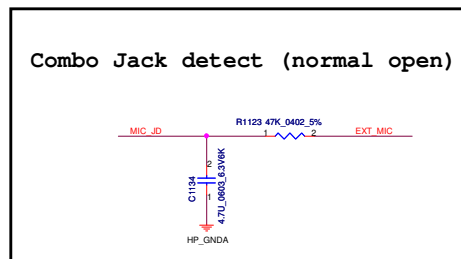 Combo Jack detect (normal open)
R1123 47K_0402_5%
MIC_JD
1
2
EXT_MIC
2
C1134
1
4.7U_0603_6.3V6K
HP_GNDA